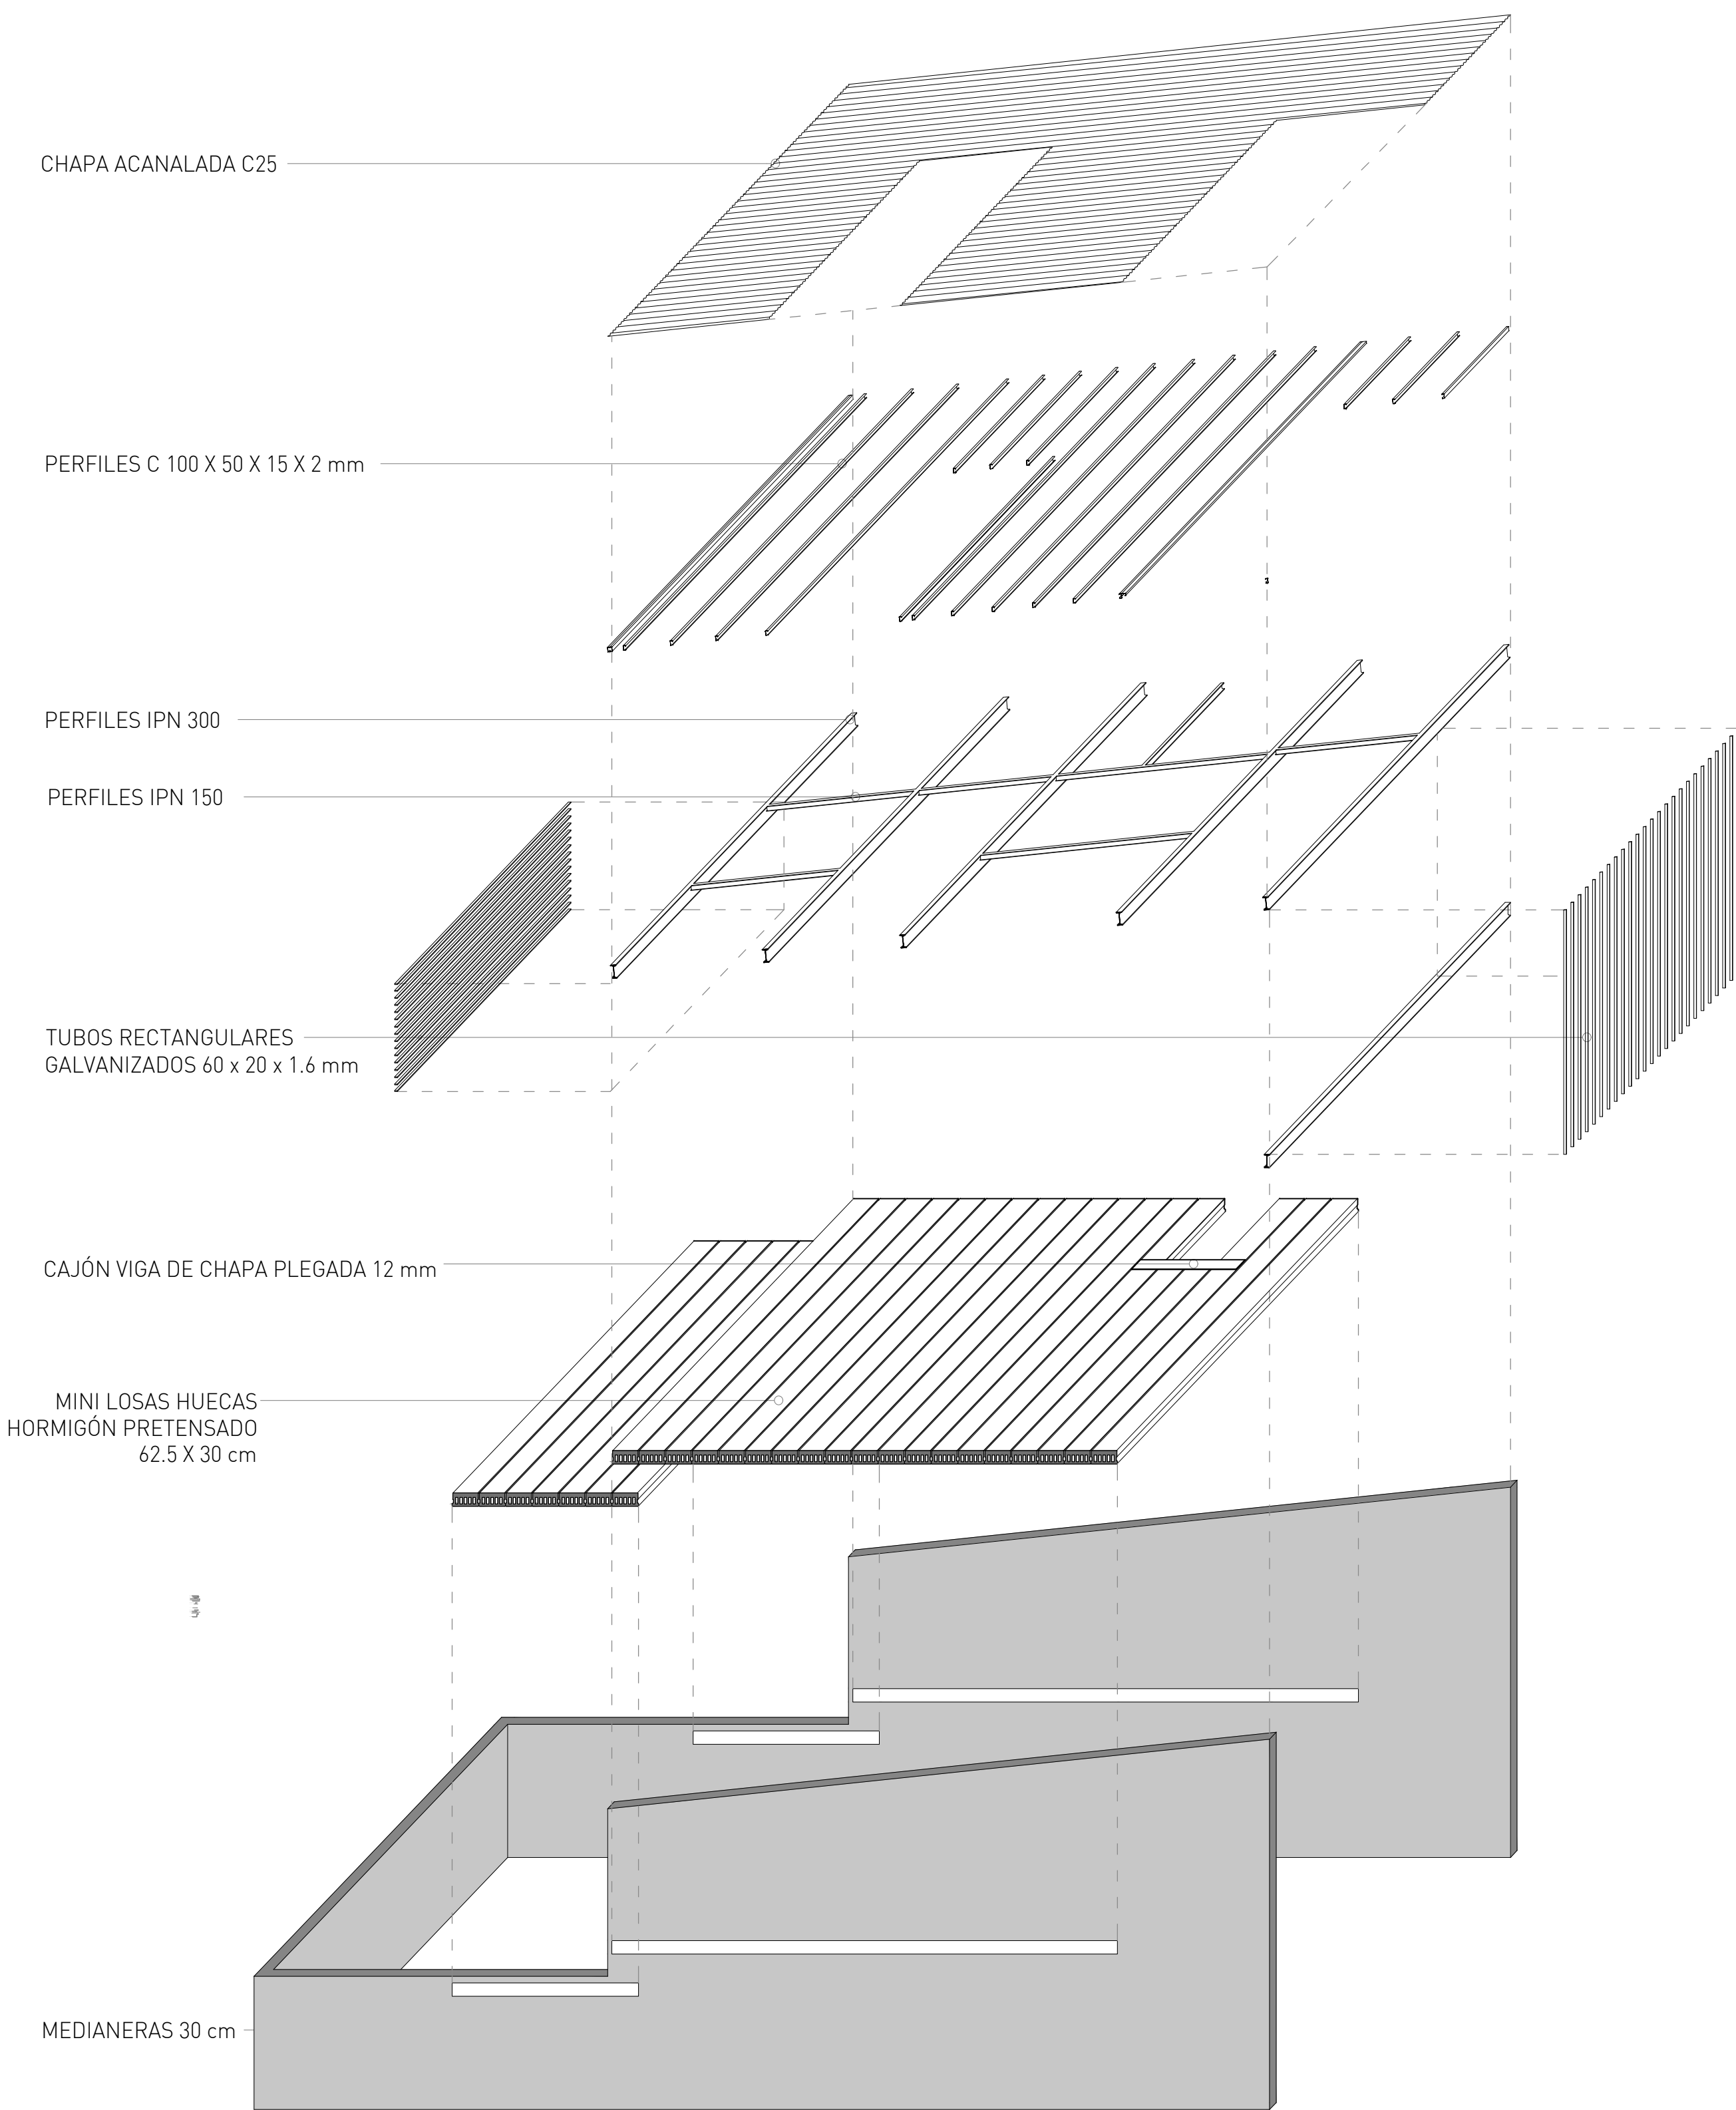 CHAPA ACANALADA C25
PERFILES C 100 X 50 X 15 X 2 mm
PERFILES IPN 300
PERFILES IPN 150
TUBOS RECTANGULARES
GALVANIZADOS 60 x 20 x 1.6 mm
CAJÓN VIGA DE CHAPA PLEGADA 12 mm
MINI LOSAS HUECAS
HORMIGÓN PRETENSADO
62.5 X 30 cm
MEDIANERAS 30 cm